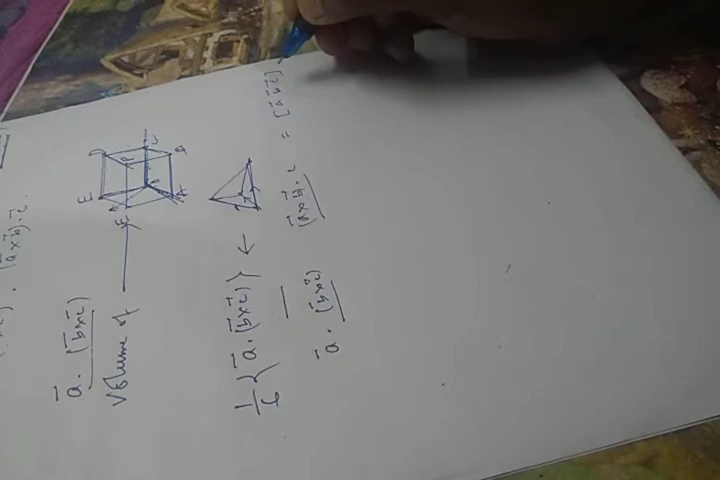 (a⃗×b⃗)·c⃗.
a⃗ · (b⃗×c⃗)
Volume of
1/6 { a⃗·(b⃗×c⃗) } ←
a⃗ · (b⃗×c⃗) (a⃗×b⃗)·c⃗ = [a⃗ b⃗ c⃗]